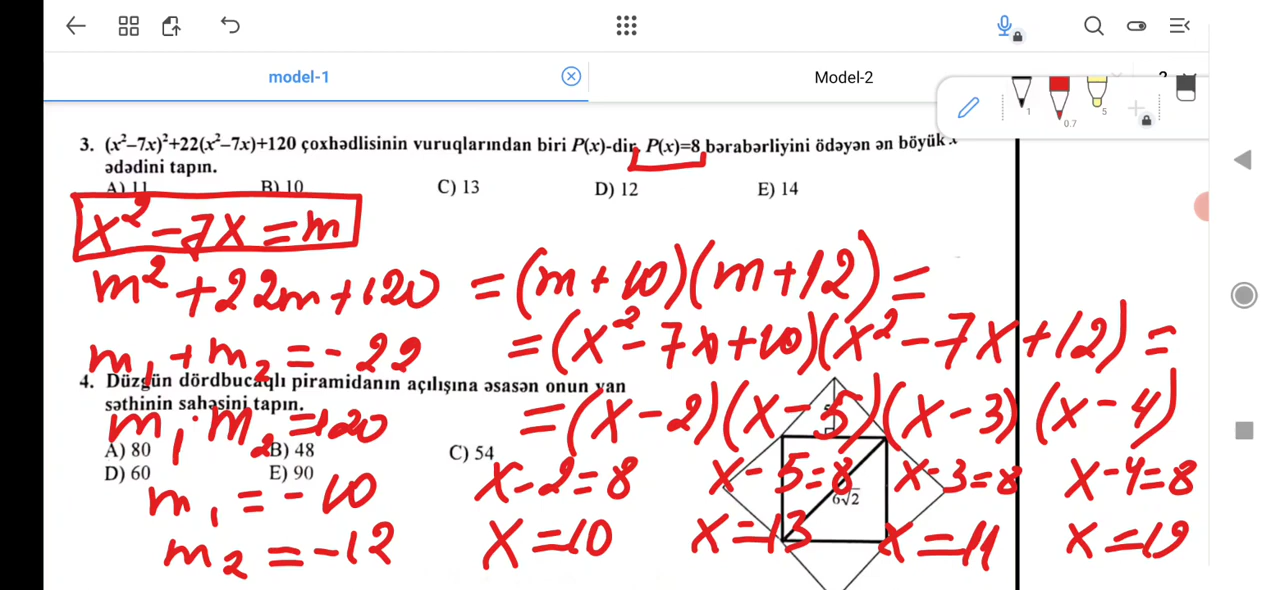 model-1
Model-2
3. (x²–7x)²+22(x²–7x)+120 çoxhədlisinin vuruqlarından biri P(x)-dir. P(x)=8 bərabərliyini ödəyən ən böyük x
ədədini tapın.
A) 11 B) 10 C) 13 D) 12 E) 14
x² – 7x = m
m² + 22m + 120 = (m + 10)(m + 12) =
= (x² – 7x + 10)(x² – 7x + 12) =
m₁ + m₂ = – 22
4. Düzgün dördbucaqlı piramidanın açılışına əsasən onun yan
səthinin sahəsini tapın.
= (x – 2)(x – 5)(x – 3)(x – 4)
m₁ · m₂ = 120
A) 80 B) 48 C) 54
D) 60 E) 90
x – 2 = 8 x – 5 = 8 x – 3 = 8 x – 4 = 8
6√2
m₁ = – 10
x = 10 x = 13 x = 11 x = 12
m₂ = – 12
1
0.7
5